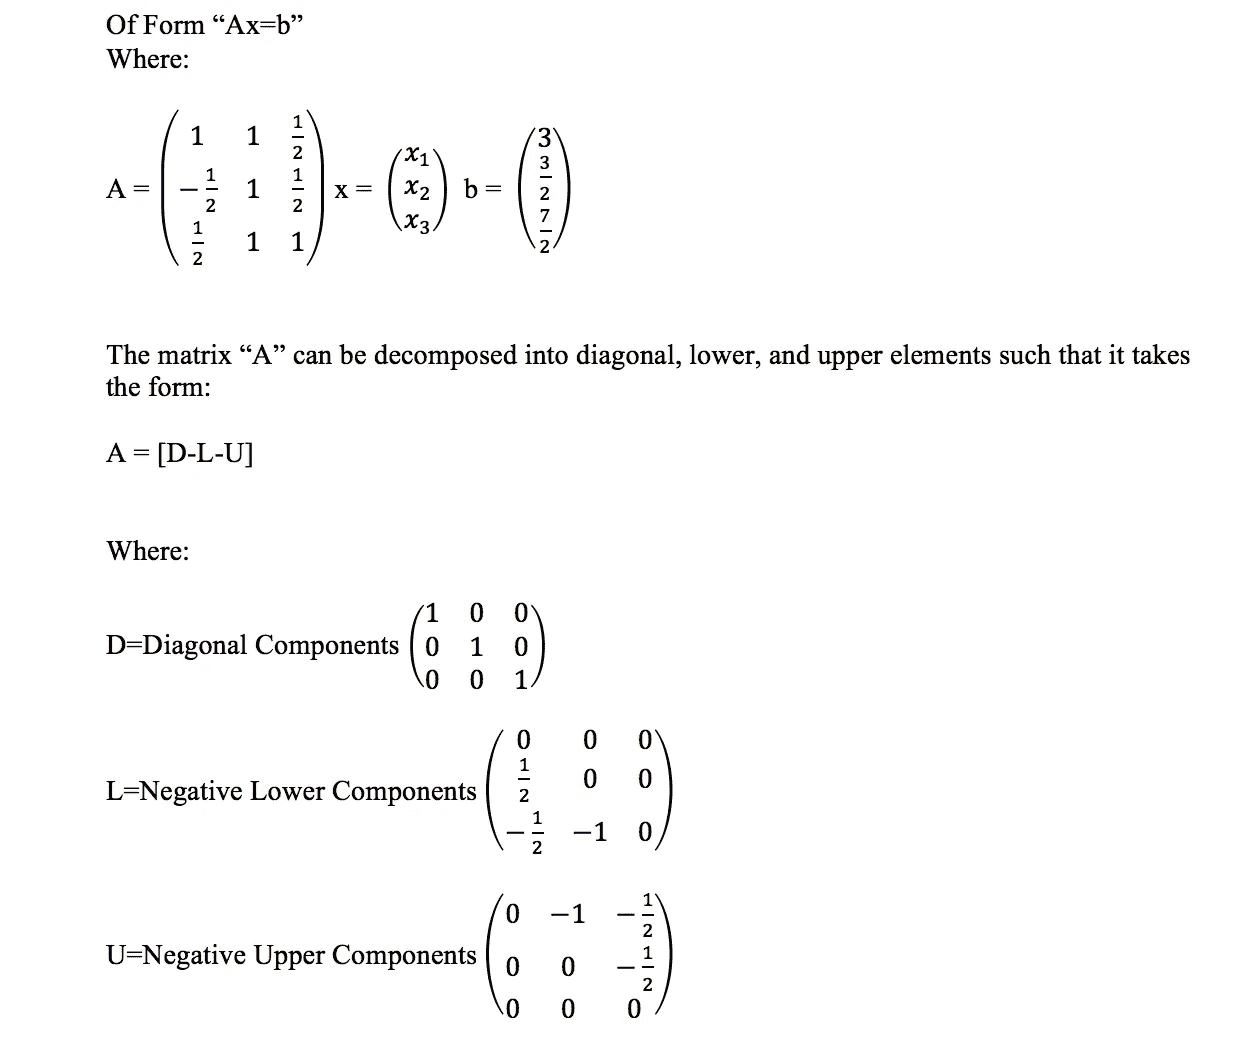 Of Form “Ax=b”
Where:
A = \begin{pmatrix} 1 & 1 & \frac{1}{2} \\ -\frac{1}{2} & 1 & \frac{1}{2} \\ \frac{1}{2} & 1 & 1 \end{pmatrix} x = \begin{pmatrix} x_1 \\ x_2 \\ x_3 \end{pmatrix} b = \begin{pmatrix} 3 \\ \frac{3}{2} \\ \frac{7}{2} \end{pmatrix}
The matrix “A” can be decomposed into diagonal, lower, and upper elements such that it takes
the form:
A = [D-L-U]
Where:
D=Diagonal Components \begin{pmatrix} 1 & 0 & 0 \\ 0 & 1 & 0 \\ 0 & 0 & 1 \end{pmatrix}
L=Negative Lower Components \begin{pmatrix} 0 & 0 & 0 \\ \frac{1}{2} & 0 & 0 \\ -\frac{1}{2} & -1 & 0 \end{pmatrix}
U=Negative Upper Components \begin{pmatrix} 0 & -1 & -\frac{1}{2} \\ 0 & 0 & -\frac{1}{2} \\ 0 & 0 & 0 \end{pmatrix}